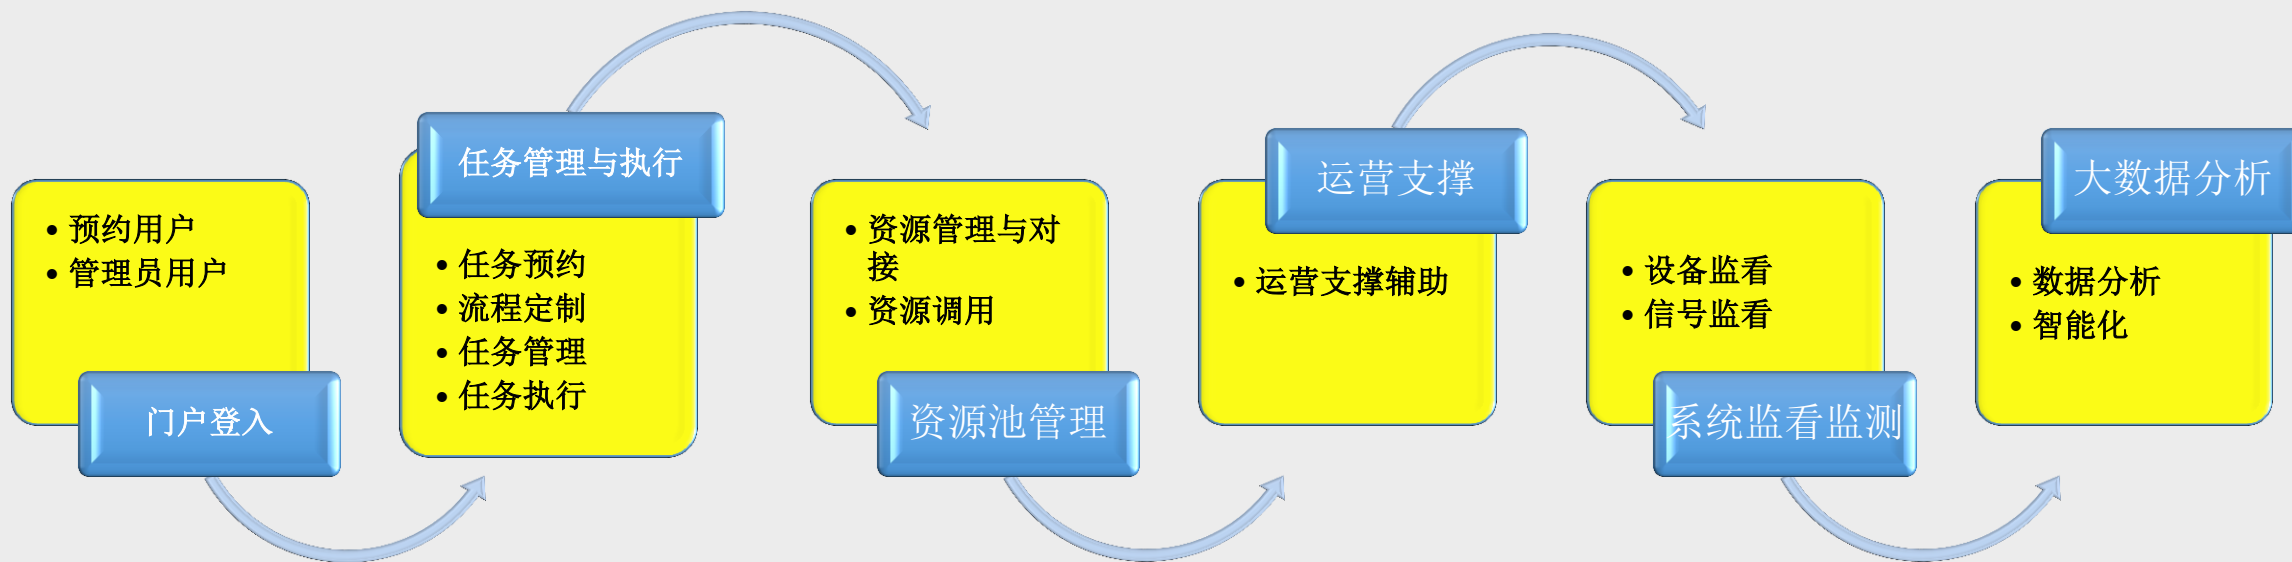 • 预约用户
• 管理员用户
门户登入
任务管理与执行
• 任务预约
• 流程定制
• 任务管理
• 任务执行
• 资源管理与对
接
• 资源调用
资源池管理
运营支撑
• 运营支撑辅助
• 设备监看
• 信号监看
系统监看监测
大数据分析
• 数据分析
• 智能化